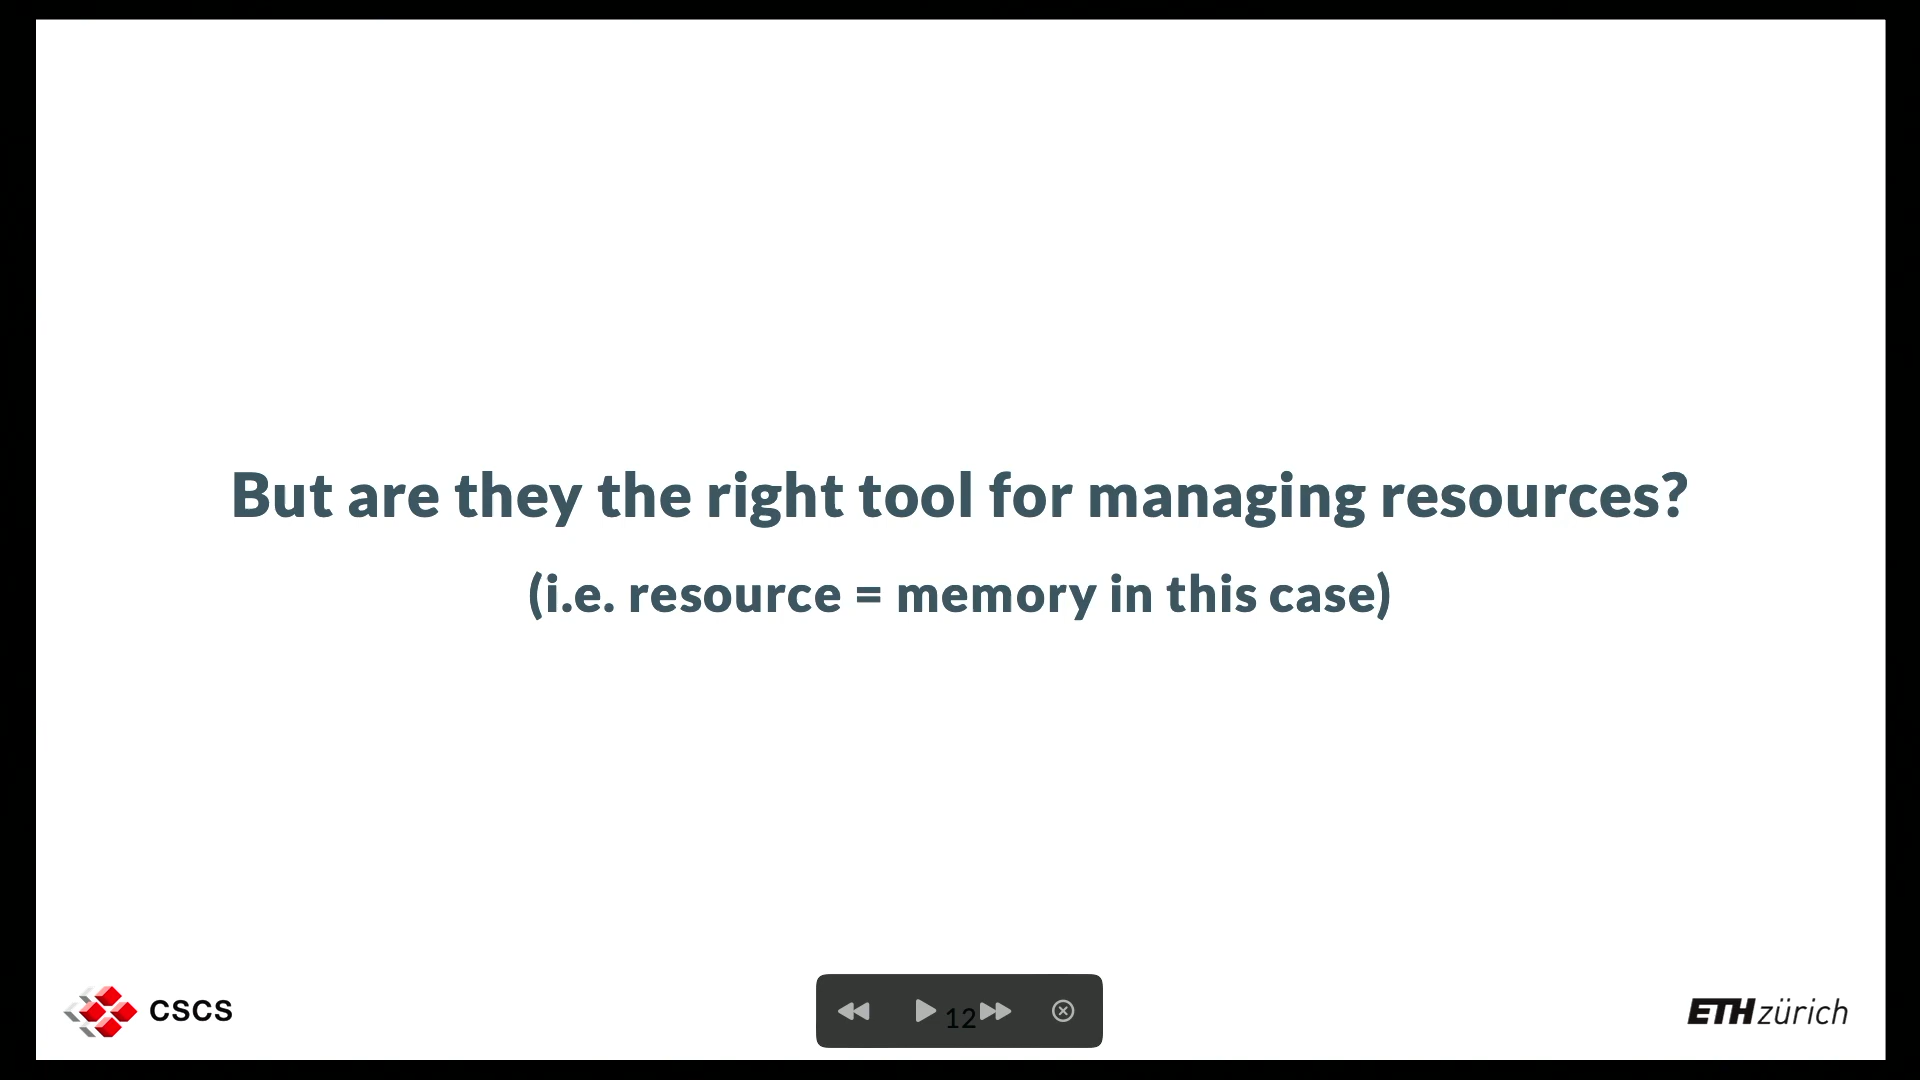 But are they the right tool for managing resources?
(i.e. resource = memory in this case)
CSCS
12
ETH zürich